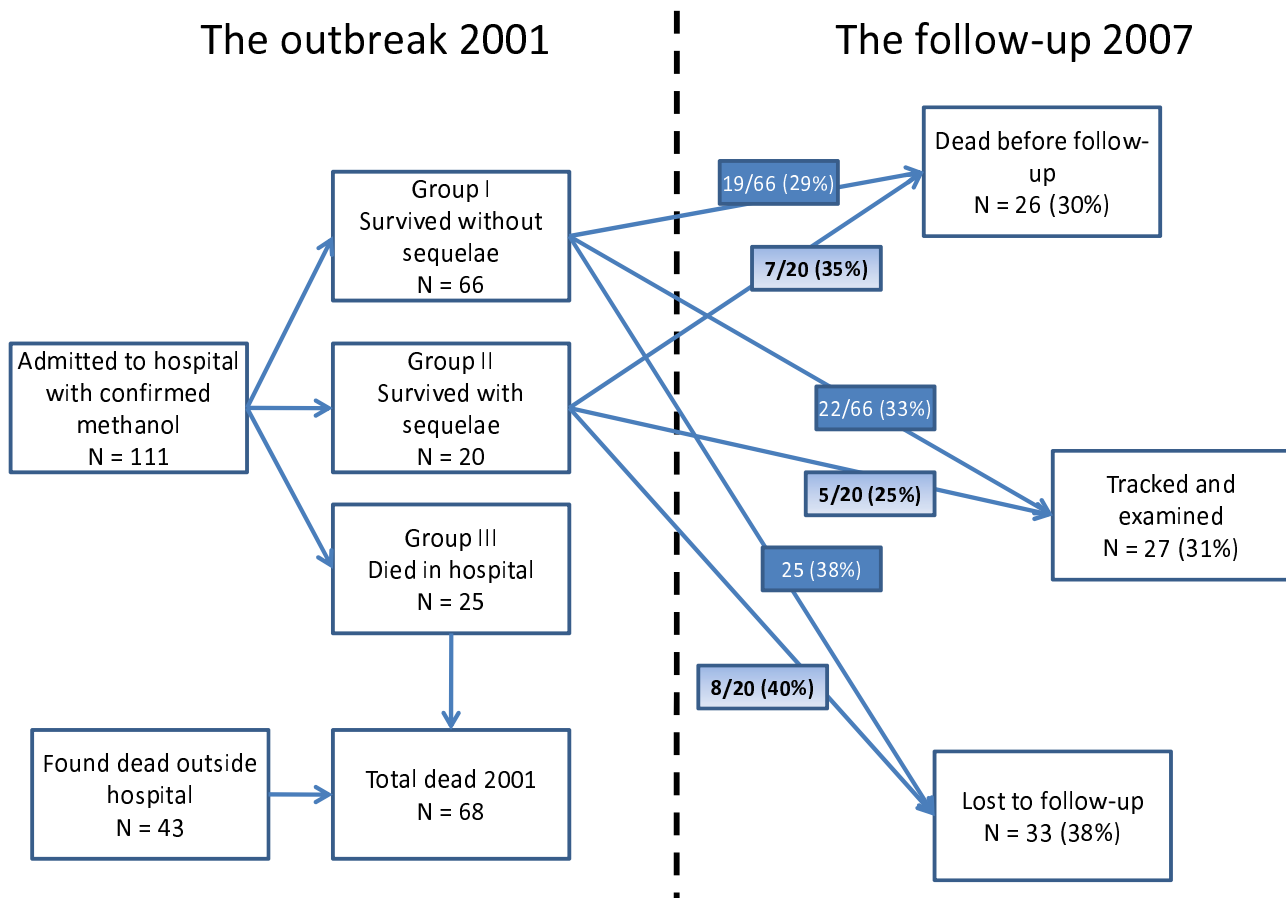 The outbreak 2001
The follow-up 2007
Group I
Survived without
sequelae
N = 66
Admitted to hospital
with confirmed
methanol
N = 111
Group II
Survived with
sequelae
N = 20
Group III
Died in hospital
N = 25
Found dead outside
hospital
N = 43
Total dead 2001
N = 68
19/66 (29%)
7/20 (35%)
22/66 (33%)
5/20 (25%)
25 (38%)
8/20 (40%)
Dead before follow-
up
N = 26 (30%)
Tracked and
examined
N = 27 (31%)
Lost to follow-up
N = 33 (38%)